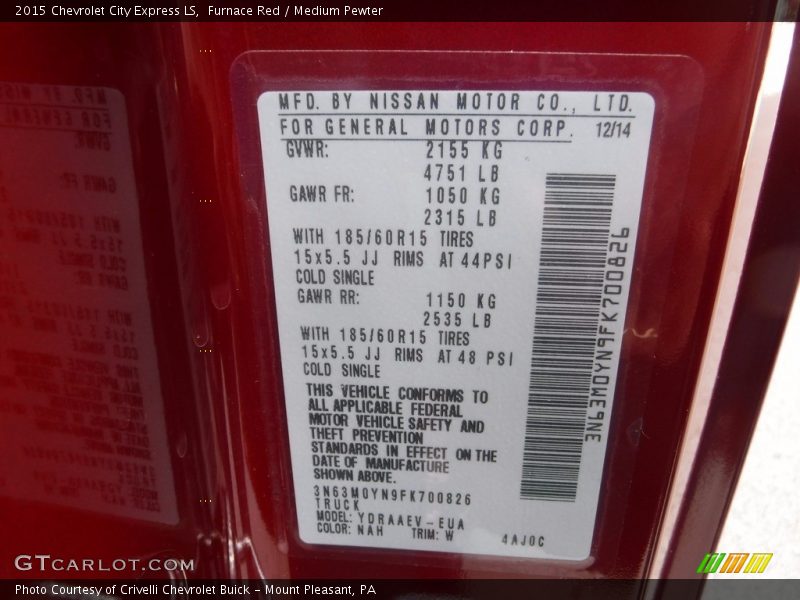 2015 Chevrolet City Express LS, Furnace Red / Medium Pewter
MFD. BY NISSAN MOTOR CO., LTD.
FOR GENERAL MOTORS CORP. 12/14
GVWR: 2155 KG
4751 LB
GAWR FR: 1050 KG
2315 LB
WITH 185/60R15 TIRES
15x5.5 JJ RIMS AT 44PSI
COLD SINGLE
GAWR RR: 1150 KG
2535 LB
WITH 185/60R15 TIRES
15x5.5 JJ RIMS AT 48 PSI
COLD SINGLE
THIS VEHICLE CONFORMS TO
ALL APPLICABLE FEDERAL
MOTOR VEHICLE SAFETY AND
THEFT PREVENTION
STANDARDS IN EFFECT ON THE
DATE OF MANUFACTURE
SHOWN ABOVE.
3N63M0YN9FK700826
TRUCK
MODEL: YDRAAEV-EUA
COLOR: NAH TRIM: W 4AJ0C
3N63M0YN9FK700826
GTCARLOT.COM
Photo Courtesy of Crivelli Chevrolet Buick - Mount Pleasant, PA